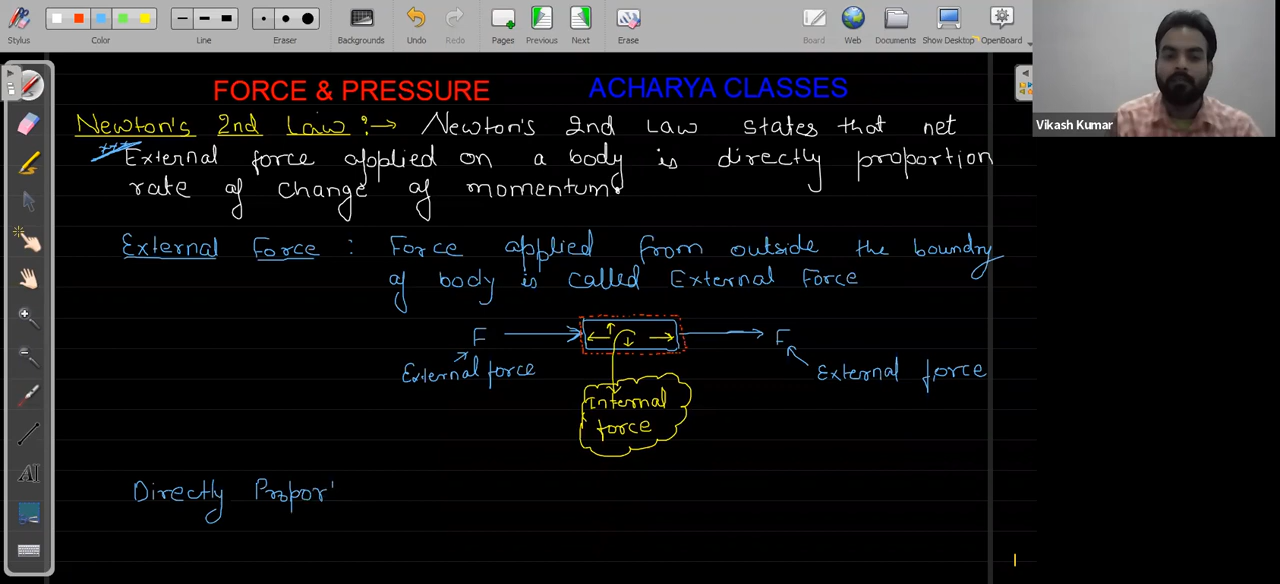 Stylus
Color
Line
Eraser
Backgrounds
Undo
Redo
Pages
Previous
Next
Erase
Board
Web
Documents
Show Desktop
OpenBoard
Vikash Kumar
FORCE & PRESSURE ACHARYA CLASSES
Newton's 2nd Law :→ Newton's 2nd Law states that net
External force applied on a body is directly proportion
rate of change of momentum.
External Force : Force applied from outside the boundry
of body is called External Force
F
F
External force
External force
Internal
force
Directly Propor
AI
1